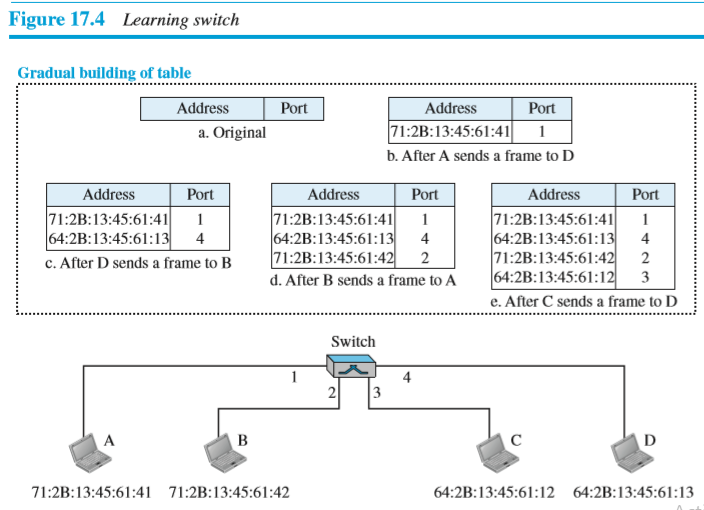 Figure 17.4 Learning switch
Gradual building of table
Address Port
a. Original
Address Port
71:2B:13:45:61:41 1
b. After A sends a frame to D
Address Port
71:2B:13:45:61:41 1
64:2B:13:45:61:13 4
c. After D sends a frame to B
Address Port
71:2B:13:45:61:41 1
64:2B:13:45:61:13 4
71:2B:13:45:61:42 2
d. After B sends a frame to A
Address Port
71:2B:13:45:61:41 1
64:2B:13:45:61:13 4
71:2B:13:45:61:42 2
64:2B:13:45:61:12 3
e. After C sends a frame to D
Switch
1 4
2 3
A B C D
71:2B:13:45:61:41 71:2B:13:45:61:42 64:2B:13:45:61:12 64:2B:13:45:61:13